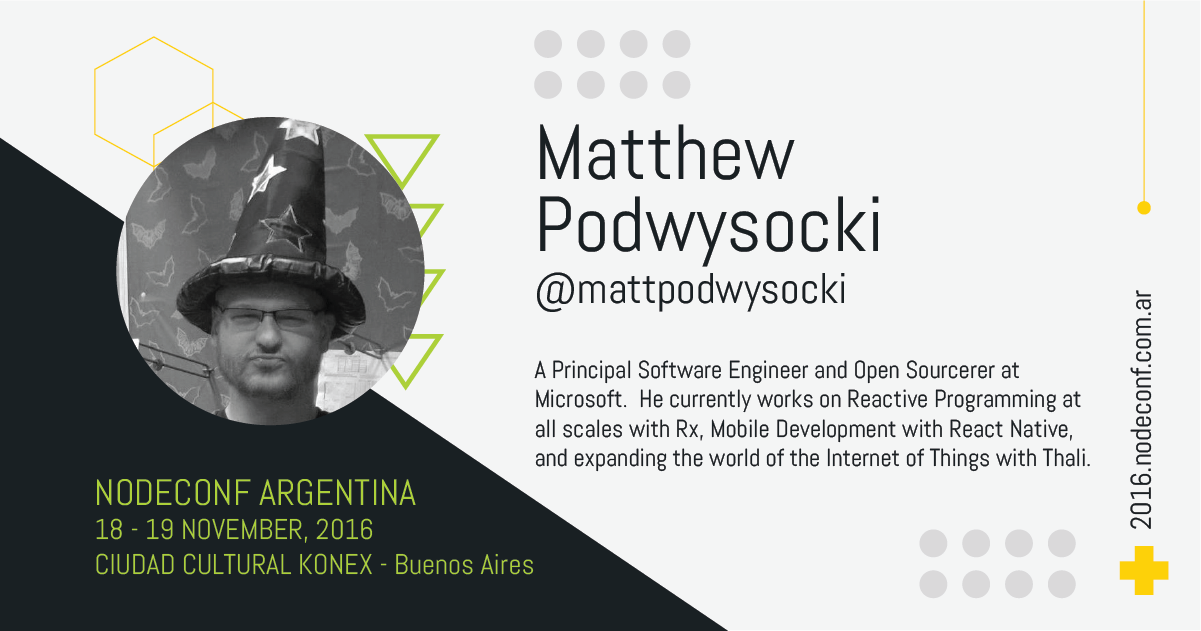 Matthew
Podwysocki
@mattpodwysocki
A Principal Software Engineer and Open Sourcerer at
Microsoft.  He currently works on Reactive Programming at
all scales with Rx, Mobile Development with React Native,
and expanding the world of the Internet of Things with Thali.
NODECONF ARGENTINA
18 - 19 NOVEMBER, 2016
CIUDAD CULTURAL KONEX - Buenos Aires
2016.nodeconf.com.ar